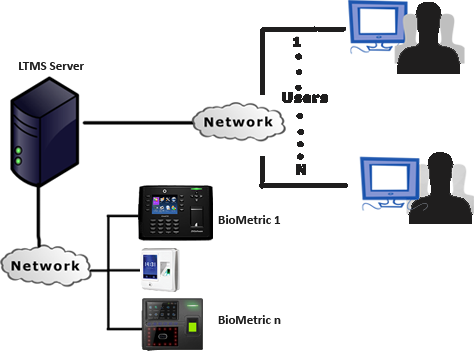 LTMS Server
1
Network
Users
N
Network
BioMetric 1
BioMetric n